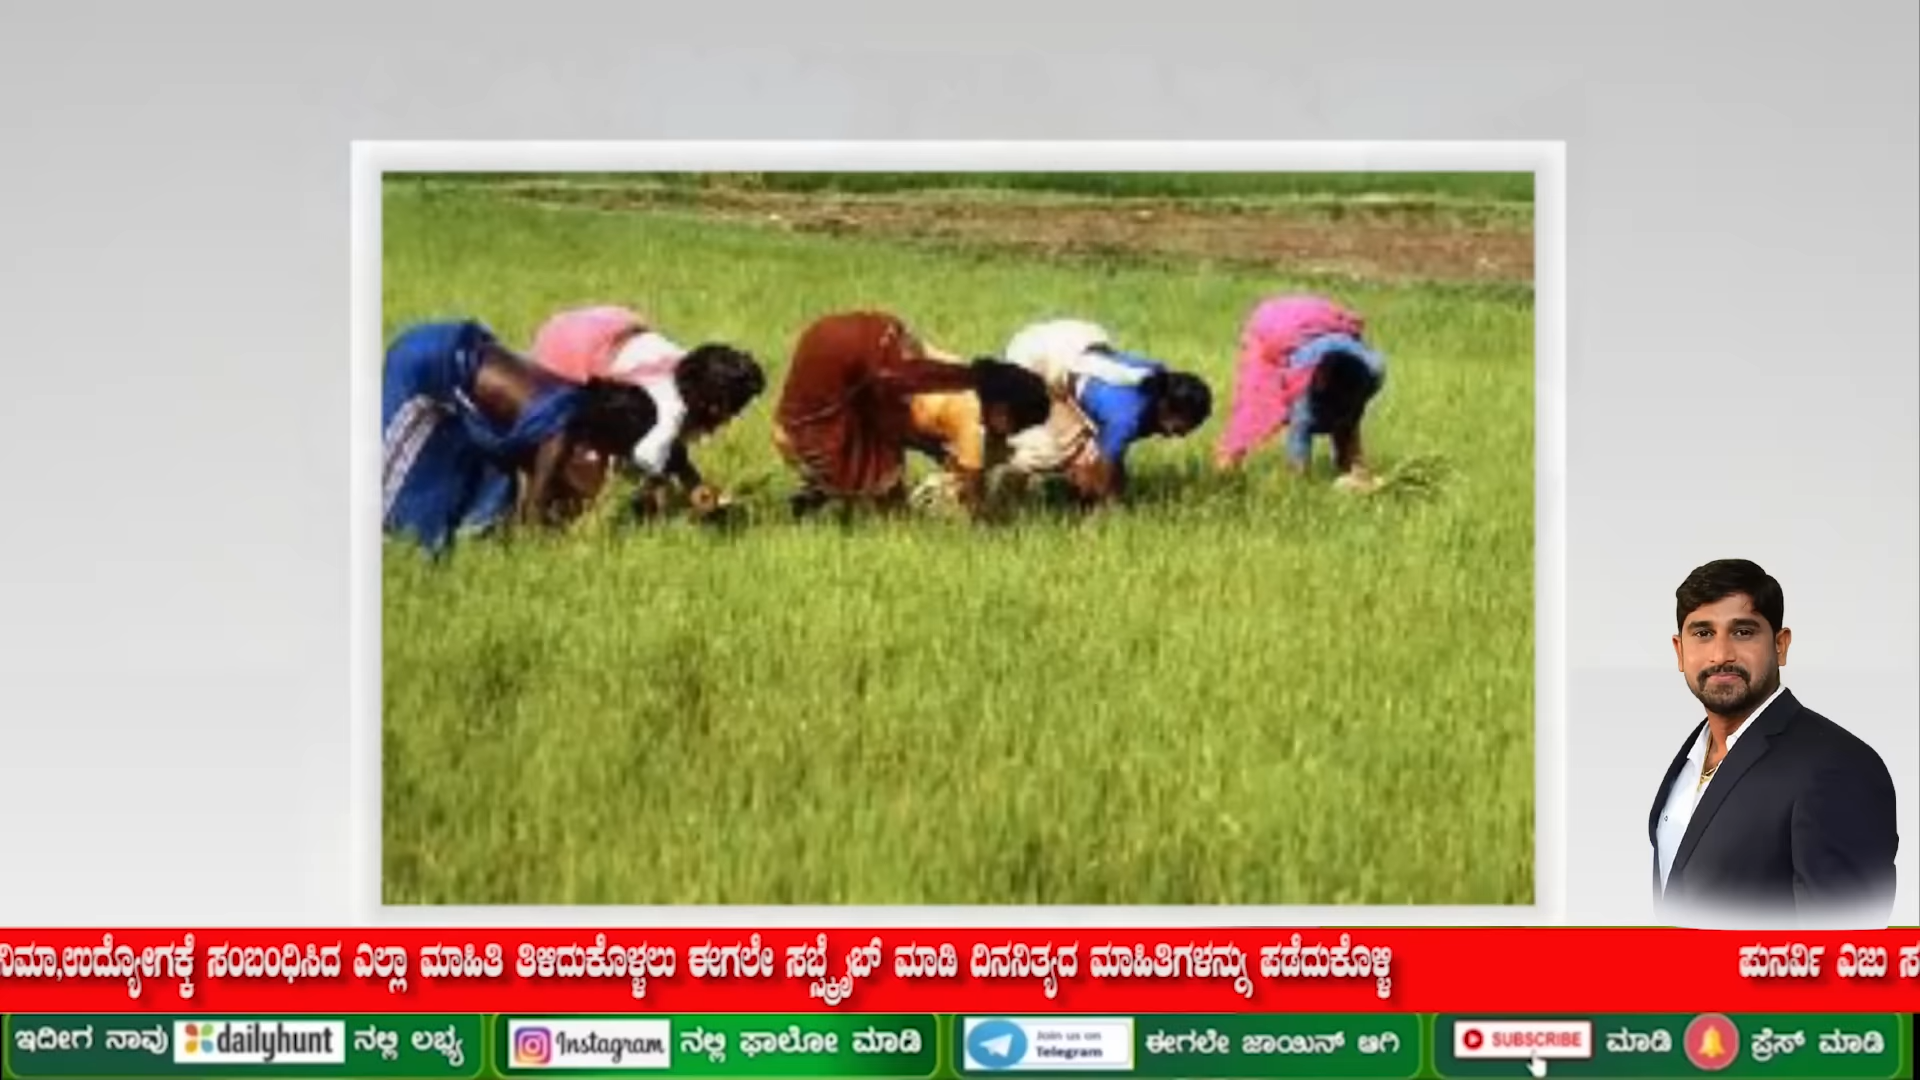 ನಿಮಾ,ಉದ್ಯೋಗಕ್ಕೆ ಸಂಬಂಧಿಸಿದ ಎಲ್ಲಾ ಮಾಹಿತಿ ತಿಳಿದುಕೊಳ್ಳಲು ಈಗಲೇ ಸಬ್ಸ್ಕ್ರೈಬ್ ಮಾಡಿ ದಿನನಿತ್ಯದ ಮಾಹಿತಿಗಳನ್ನು ಪಡೆದುಕೊಳ್ಳಿ ಪುನರ್ವಿ ಎಜು ಸ
ಇದೀಗ ನಾವು dailyhunt ನಲ್ಲಿ ಲಭ್ಯ
Instagram ನಲ್ಲಿ ಫಾಲೋ ಮಾಡಿ
Join us on
Telegram
ಈಗಲೇ ಜಾಯಿನ್ ಆಗಿ
SUBSCRIBE ಮಾಡಿ ಪ್ರೆಸ್ ಮಾಡಿ